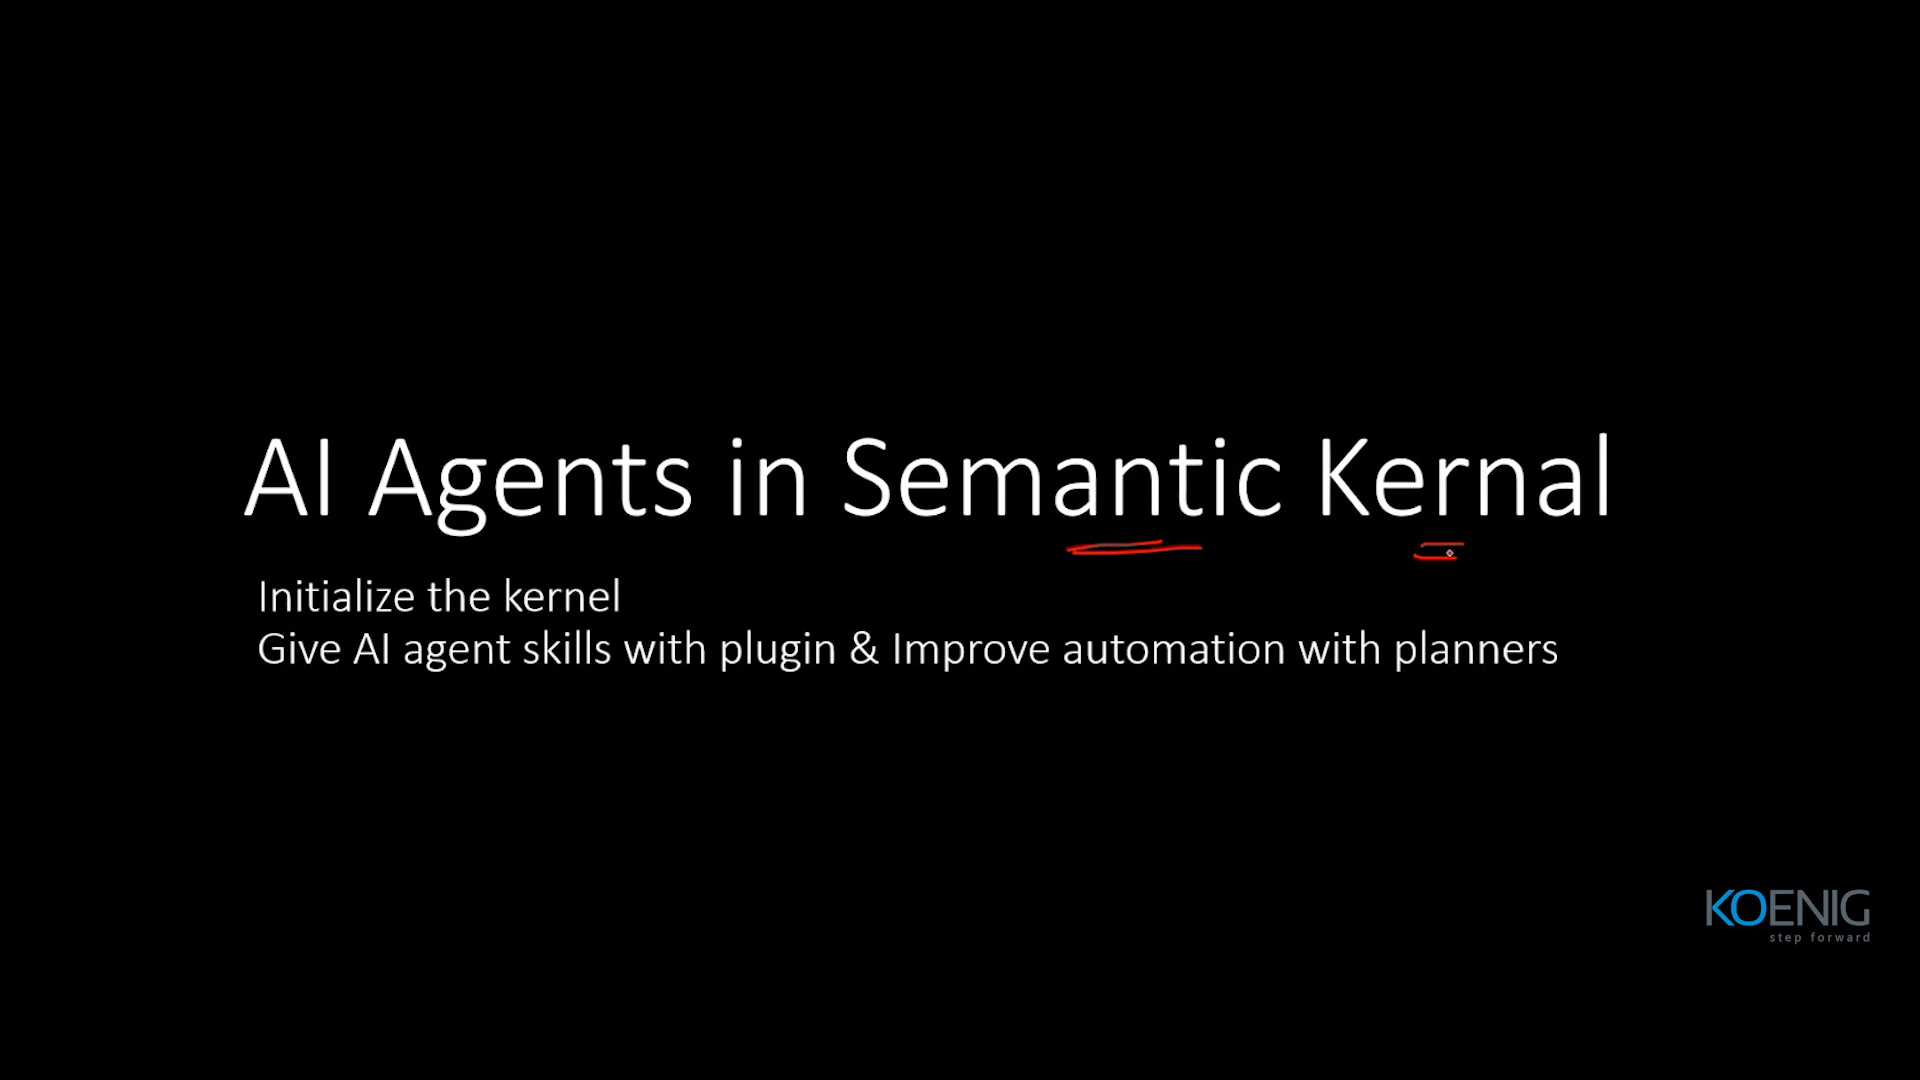 AI Agents in Semantic Kernal
Initialize the kernel
Give AI agent skills with plugin & Improve automation with planners
KOENIG
step forward